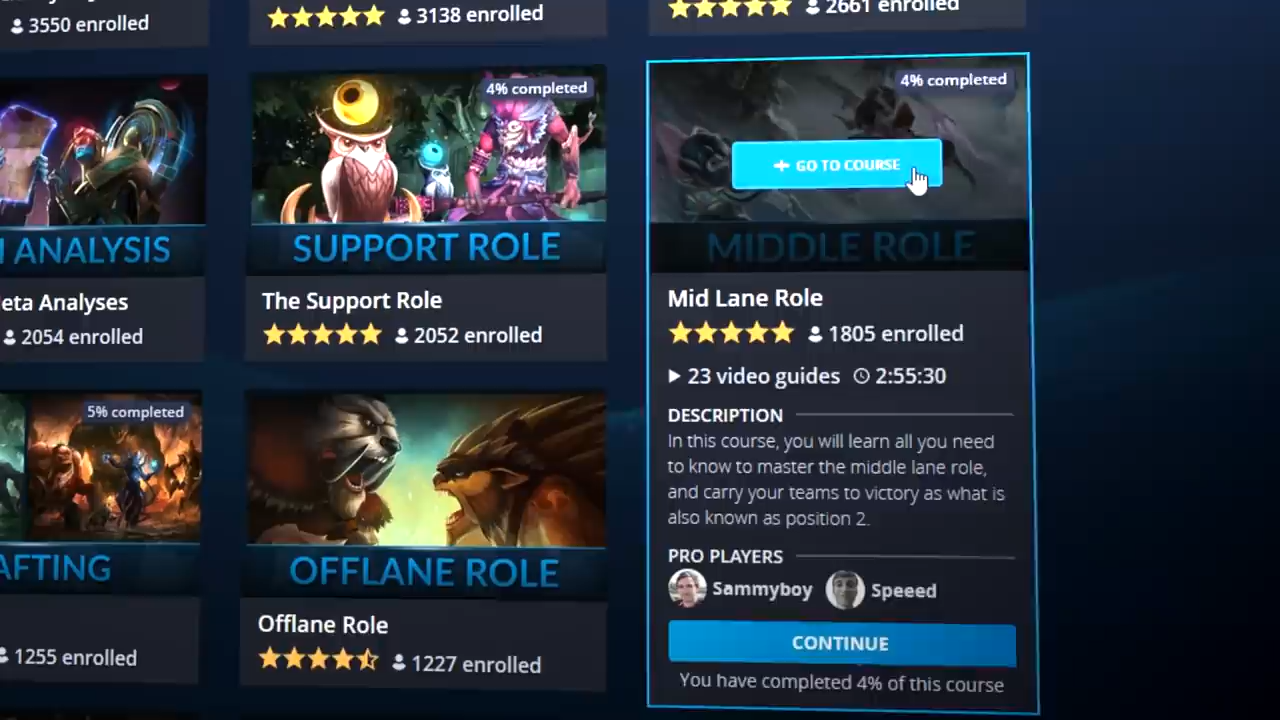 3550 enrolled
3138 enrolled
2661 enrolled
ANALYSIS
eta Analyses
2054 enrolled
4% completed
SUPPORT ROLE
The Support Role
2052 enrolled
5% completed
AFTING
1255 enrolled
OFFLANE ROLE
Offlane Role
1227 enrolled
4% completed
+ GO TO COURSE
MIDDLE ROLE
Mid Lane Role
1805 enrolled
23 video guides 2:55:30
DESCRIPTION
In this course, you will learn all you need
to know to master the middle lane role,
and carry your teams to victory as what is
also known as position 2.
PRO PLAYERS
Sammyboy Speeed
CONTINUE
You have completed 4% of this course